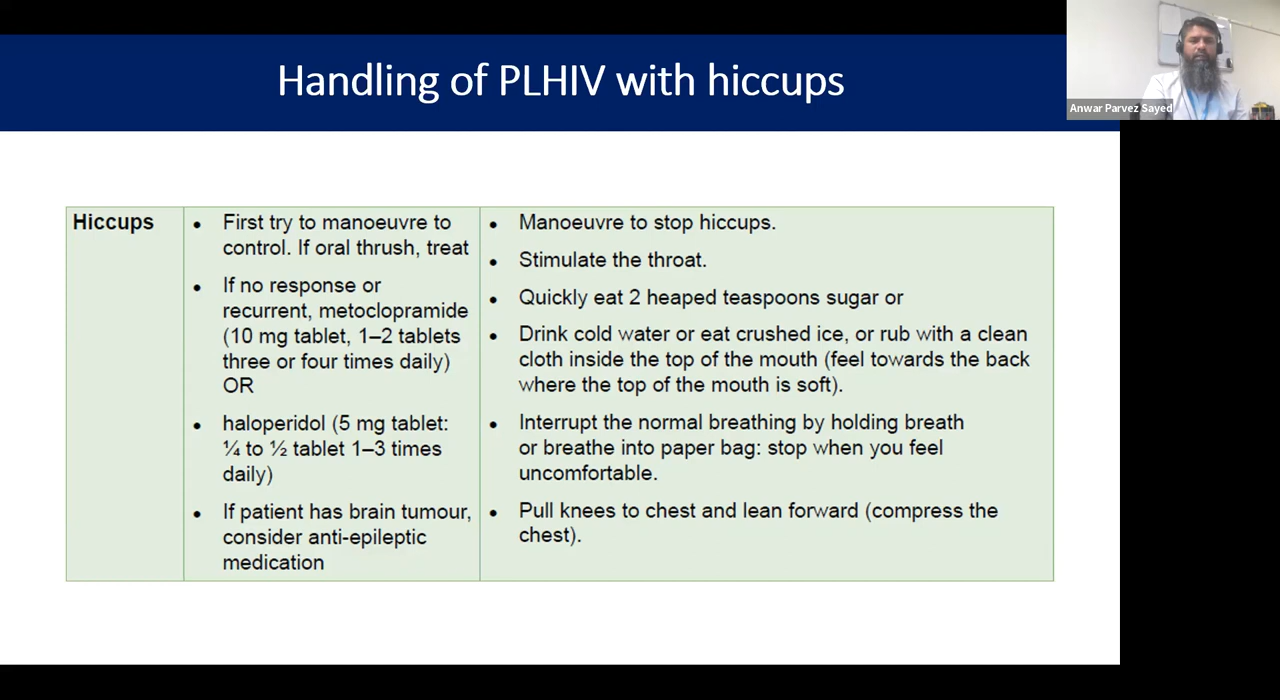 Handling of PLHIV with hiccups
Anwar Parvez Sayed
Hiccups
• First try to manoeuvre to
control. If oral thrush, treat
• If no response or
recurrent, metoclopramide
(10 mg tablet, 1–2 tablets
three or four times daily)
OR
• haloperidol (5 mg tablet:
¼ to ½ tablet 1–3 times
daily)
• If patient has brain tumour,
consider anti-epileptic
medication
• Manoeuvre to stop hiccups.
• Stimulate the throat.
• Quickly eat 2 heaped teaspoons sugar or
• Drink cold water or eat crushed ice, or rub with a clean
cloth inside the top of the mouth (feel towards the back
where the top of the mouth is soft).
• Interrupt the normal breathing by holding breath
or breathe into paper bag: stop when you feel
uncomfortable.
• Pull knees to chest and lean forward (compress the
chest).